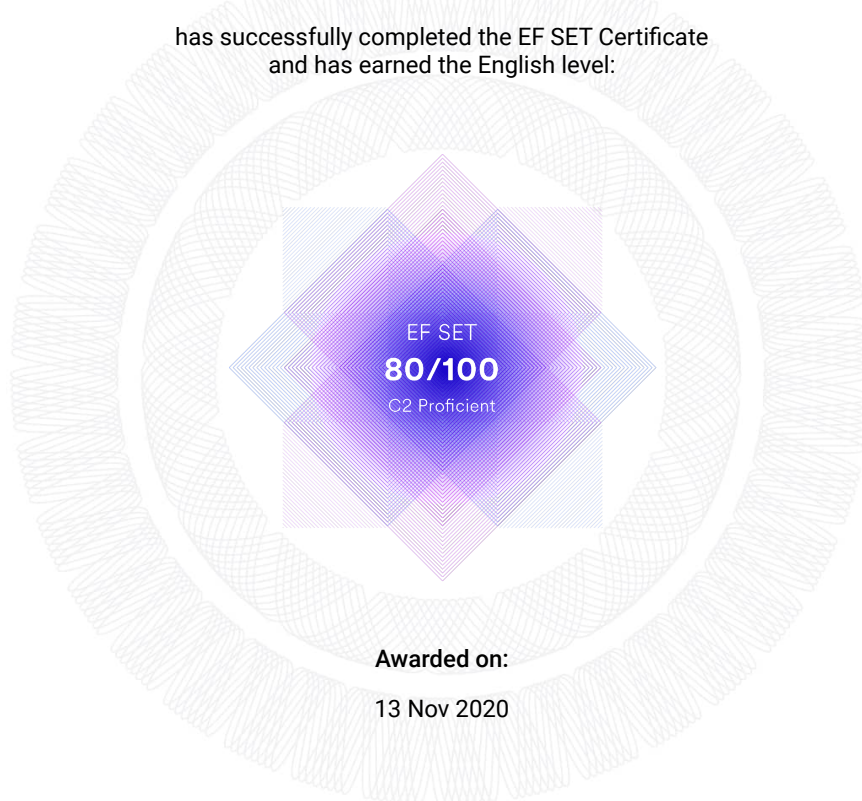 has successfully completed the EF SET Certificate
and has earned the English level:
EF SET
80/100
C2 Proficient
Awarded on:
13 Nov 2020